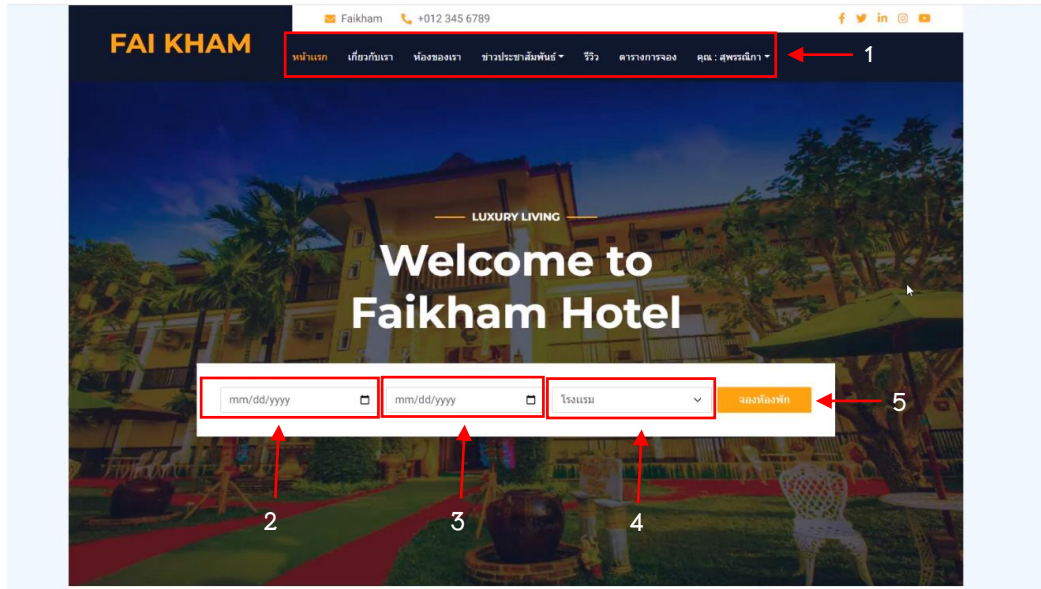 Faikham +012 345 6789
FAI KHAM
หน้าแรก เกี่ยวกับเรา ห้องของเรา ข่าวประชาสัมพันธ์ รีวิว ตารางการจอง คุณ : สุพรรณิกา
1
LUXURY LIVING
Welcome to
Faikham Hotel
mm/dd/yyyy mm/dd/yyyy โรงแรม จองห้องพัก
5
2 3 4